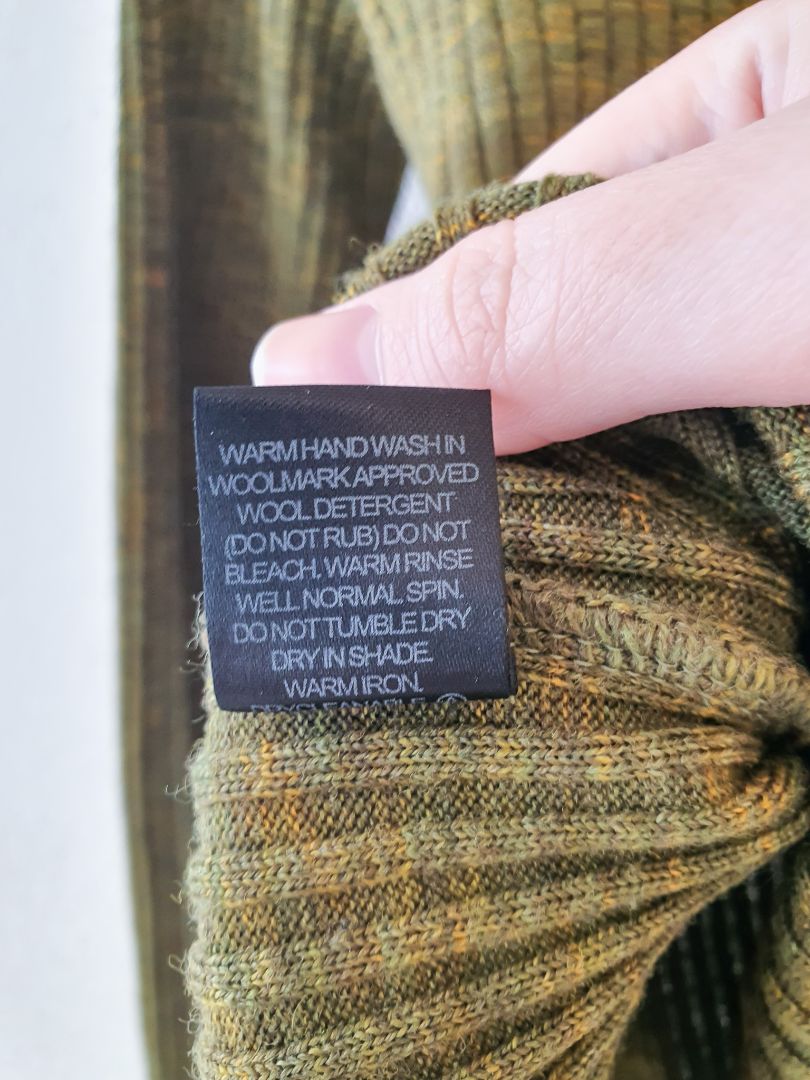 WARM HAND WASH IN
WOOLMARK APPROVED
WOOL DETERGENT
(DO NOT RUB) DO NOT
BLEACH. WARM RINSE
WELL NORMAL SPIN.
DO NOT TUMBLE DRY
DRY IN SHADE.
WARM IRON.